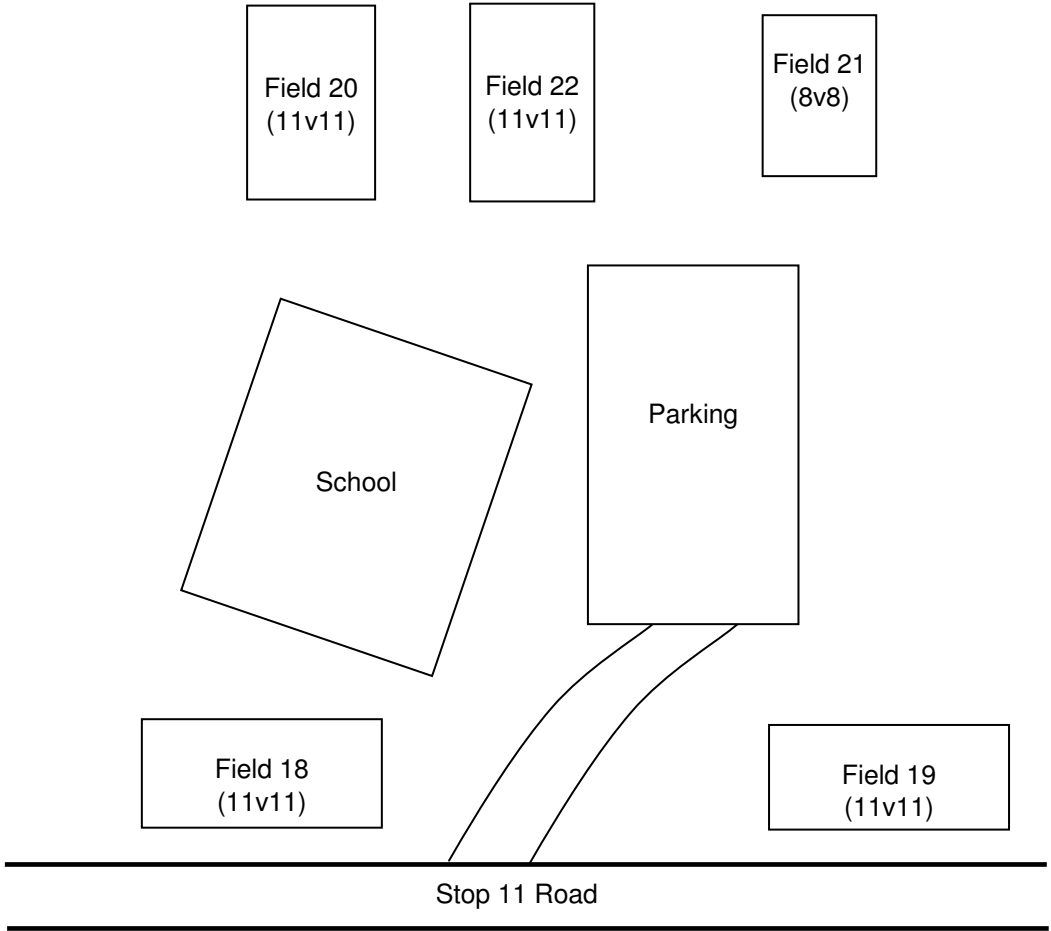 Field 20
(11v11)
Field 22
(11v11)
Field 21
(8v8)
Parking
School
Field 18
(11v11)
Field 19
(11v11)
Stop 11 Road